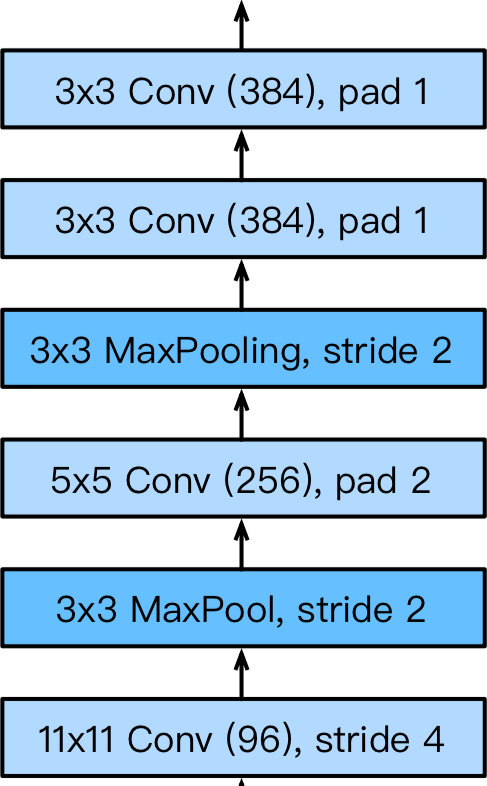 3x3 Conv (384), pad 1
3x3 Conv (384), pad 1
3x3 MaxPooling, stride 2
5x5 Conv (256), pad 2
3x3 MaxPool, stride 2
11x11 Conv (96), stride 4